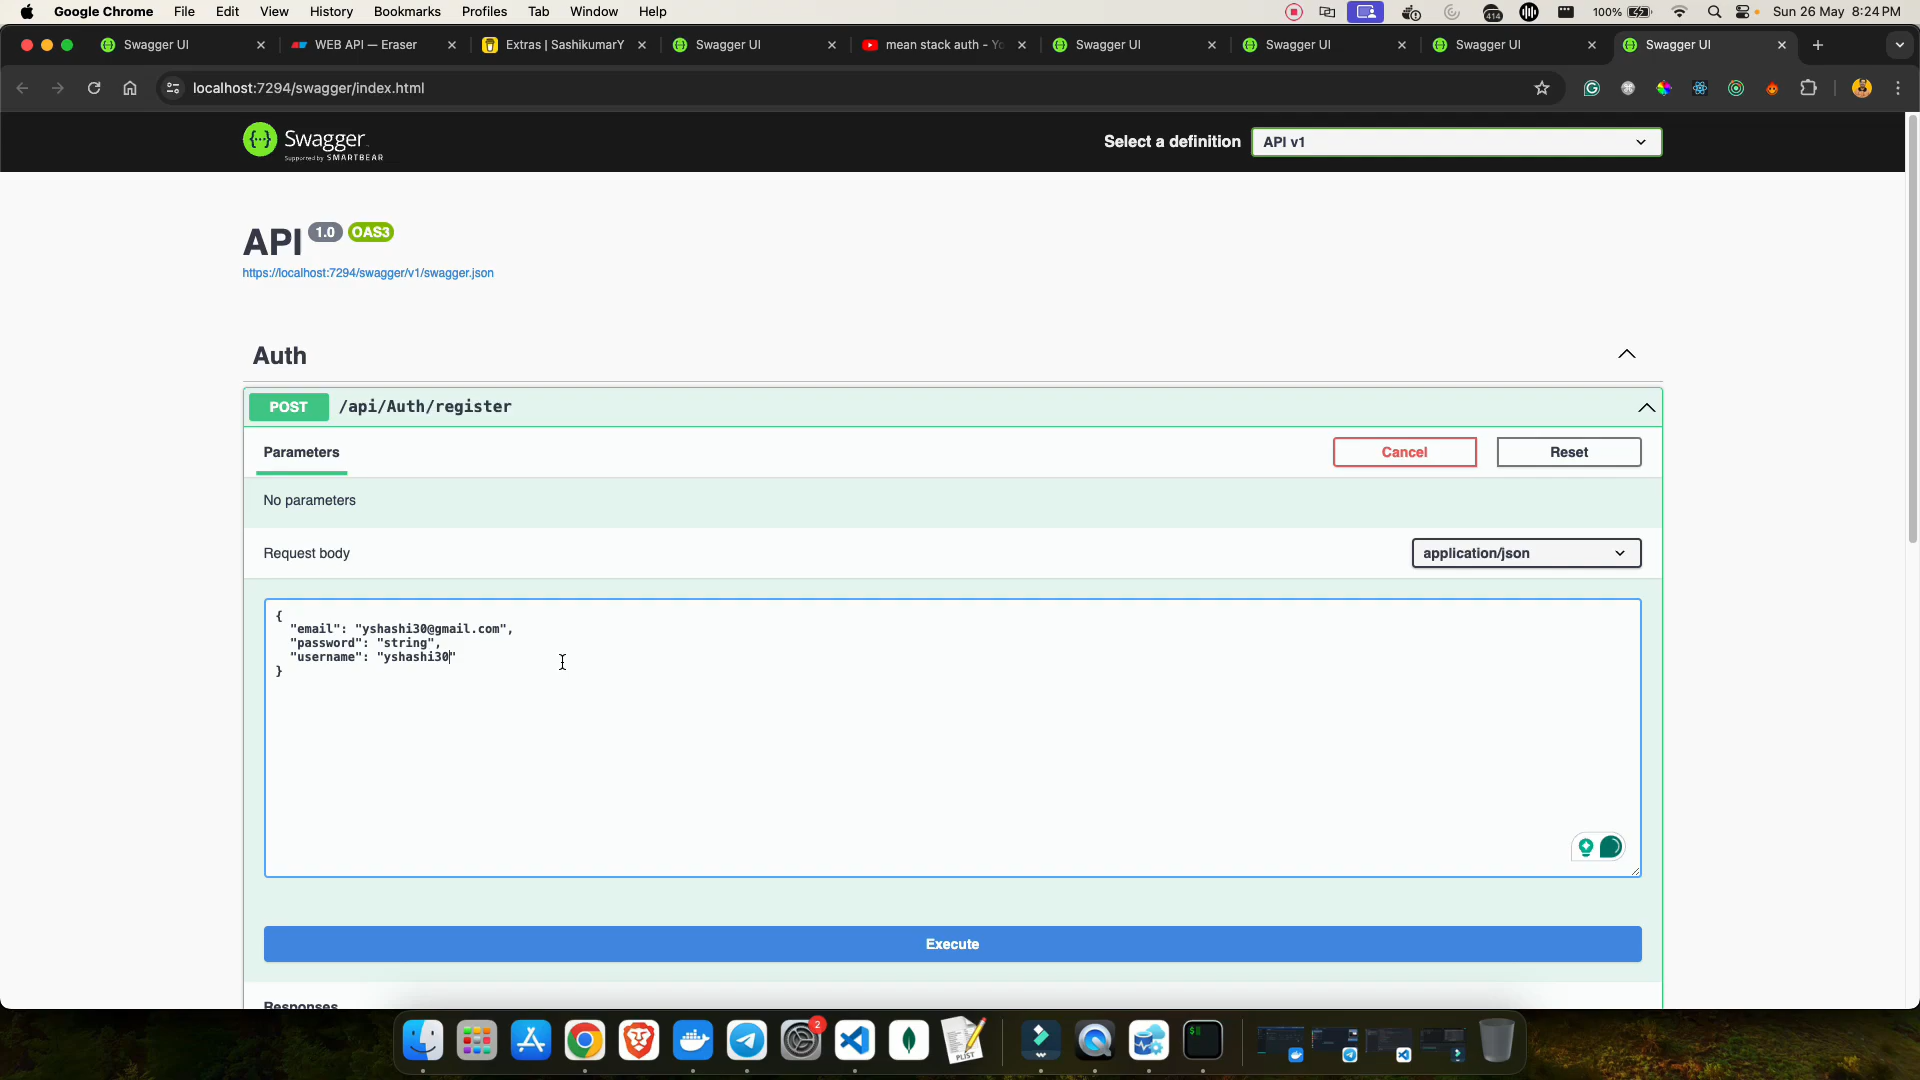 Google Chrome File Edit View History Bookmarks Profiles Tab Window Help 414 100% Sun 26 May 8:24 PM
Swagger UI WEB API — Eraser Extras | SashikumarY Swagger UI mean stack auth - Yo Swagger UI Swagger UI Swagger UI Swagger UI
localhost:7294/swagger/index.html
Swagger
Supported by SMARTBEAR
Select a definition API v1
API 1.0 OAS3
https://localhost:7294/swagger/v1/swagger.json
Auth
POST /api/Auth/register
Parameters Cancel Reset
No parameters
Request body application/json
{
"email": "yshashi30@gmail.com",
"password": "string",
"username": "yshashi30"
}
Execute
Responses
2
PLIST
$